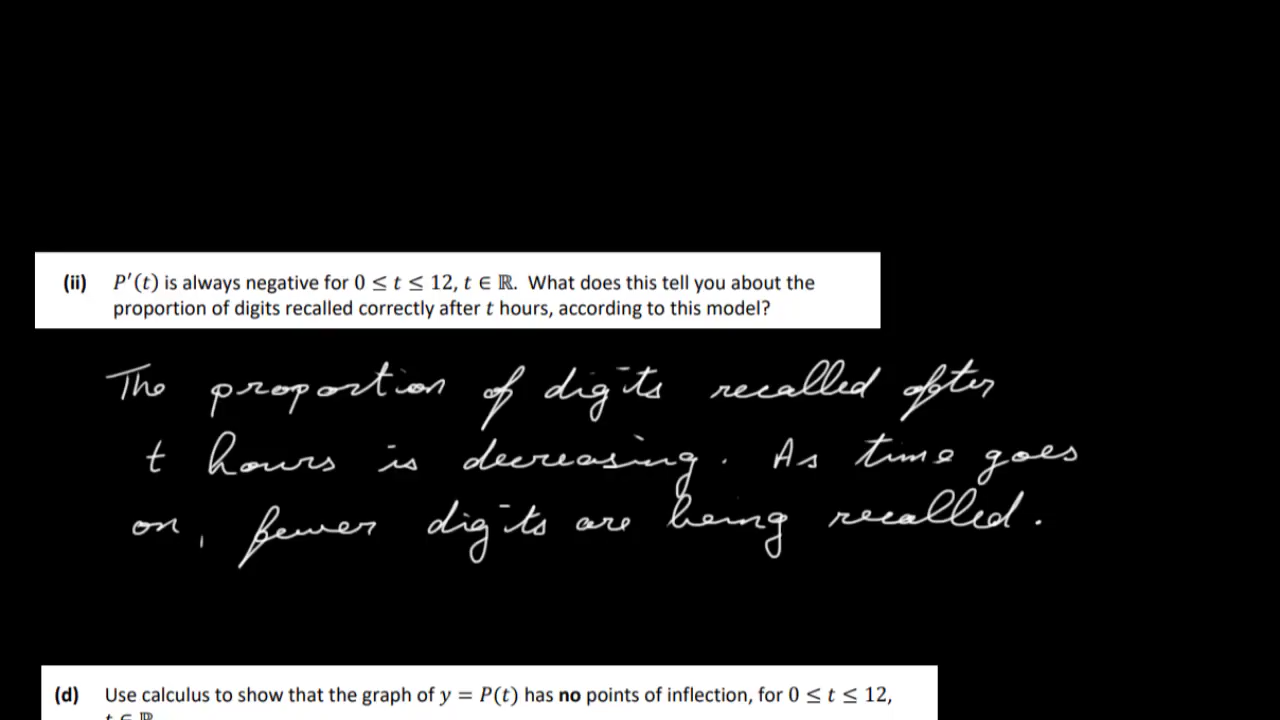 (ii) P′(t) is always negative for 0 ≤ t ≤ 12, t ∈ ℝ. What does this tell you about the
proportion of digits recalled correctly after t hours, according to this model?
The proportion of digits recalled after
t hours is decreasing. As time goes
on, fewer digits are being recalled.
(d) Use calculus to show that the graph of y = P(t) has no points of inflection, for 0 ≤ t ≤ 12,
t ∈ ℝ